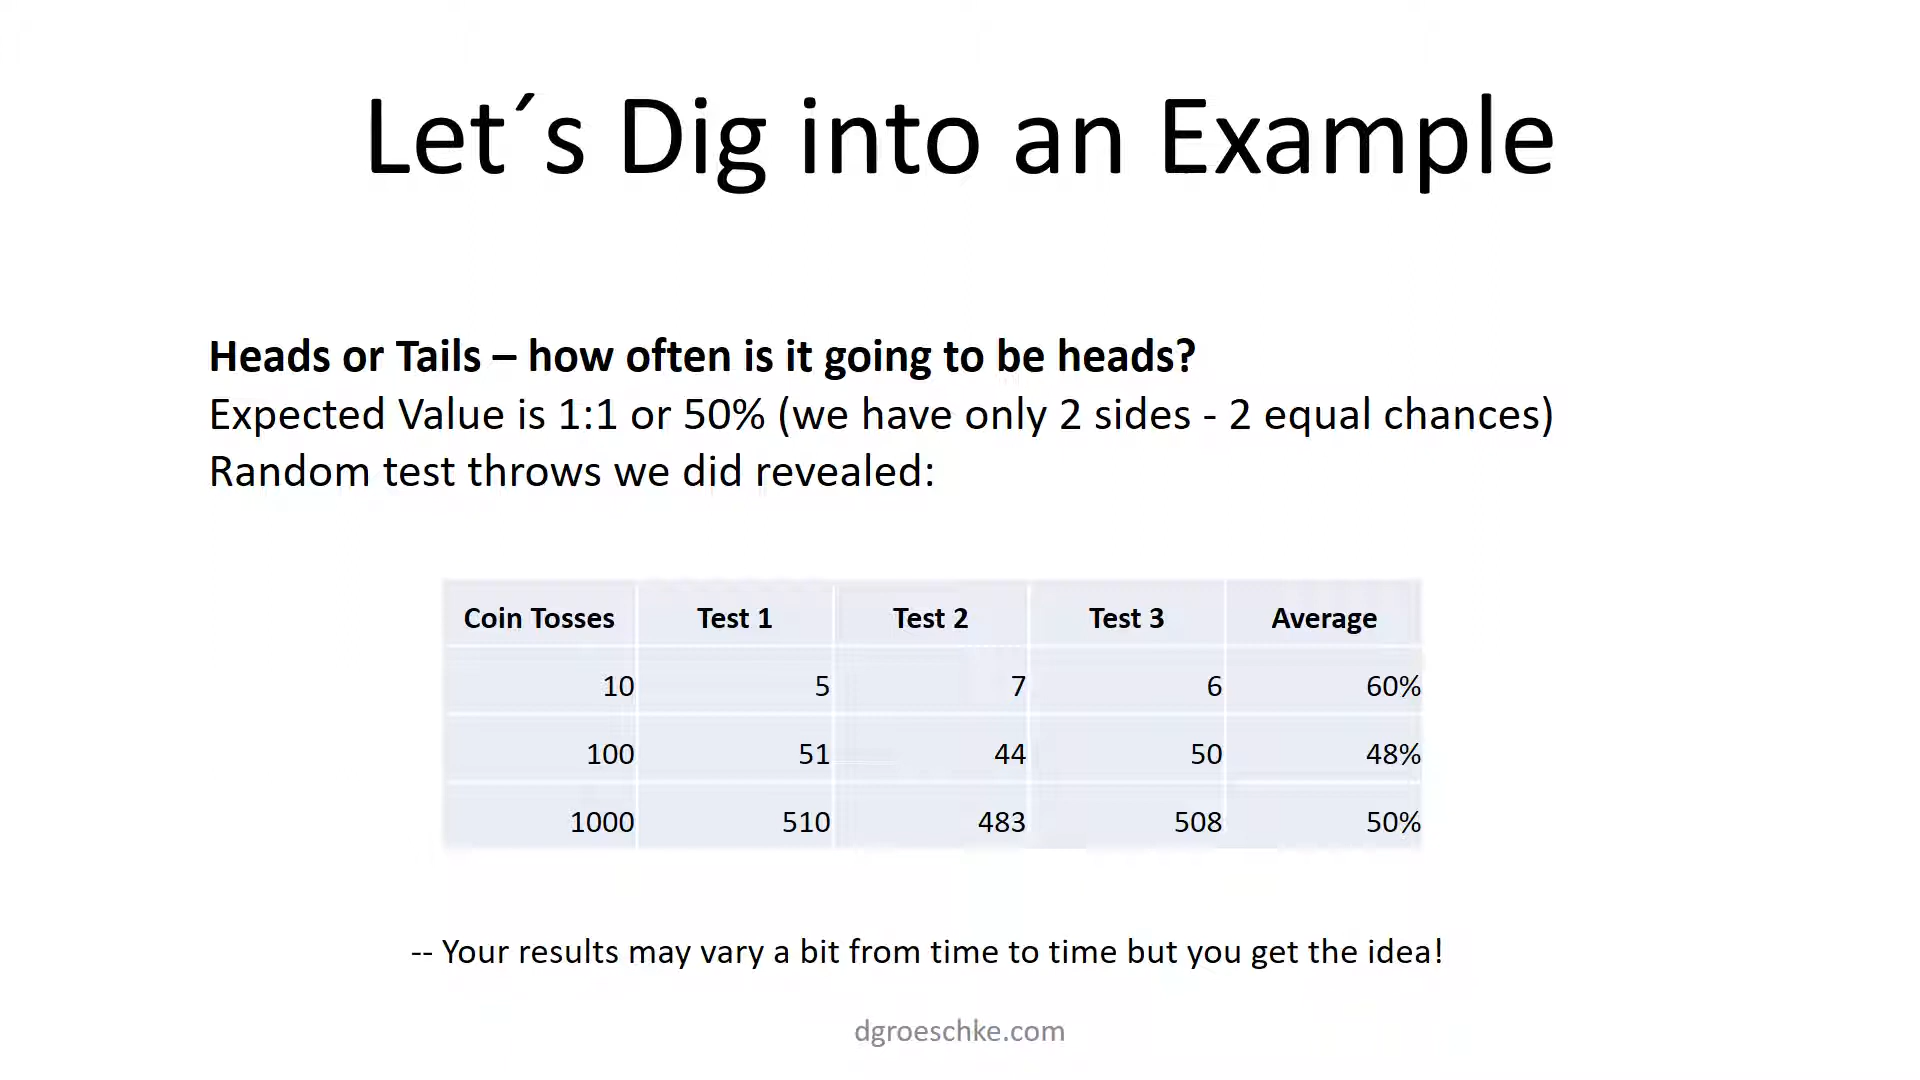 Let´s Dig into an Example
Heads or Tails – how often is it going to be heads?
Expected Value is 1:1 or 50% (we have only 2 sides - 2 equal chances)
Random test throws we did revealed:
Coin Tosses Test 1 Test 2 Test 3 Average
10 5 7 6 60%
100 51 44 50 48%
1000 510 483 508 50%
-- Your results may vary a bit from time to time but you get the idea!
dgroeschke.com